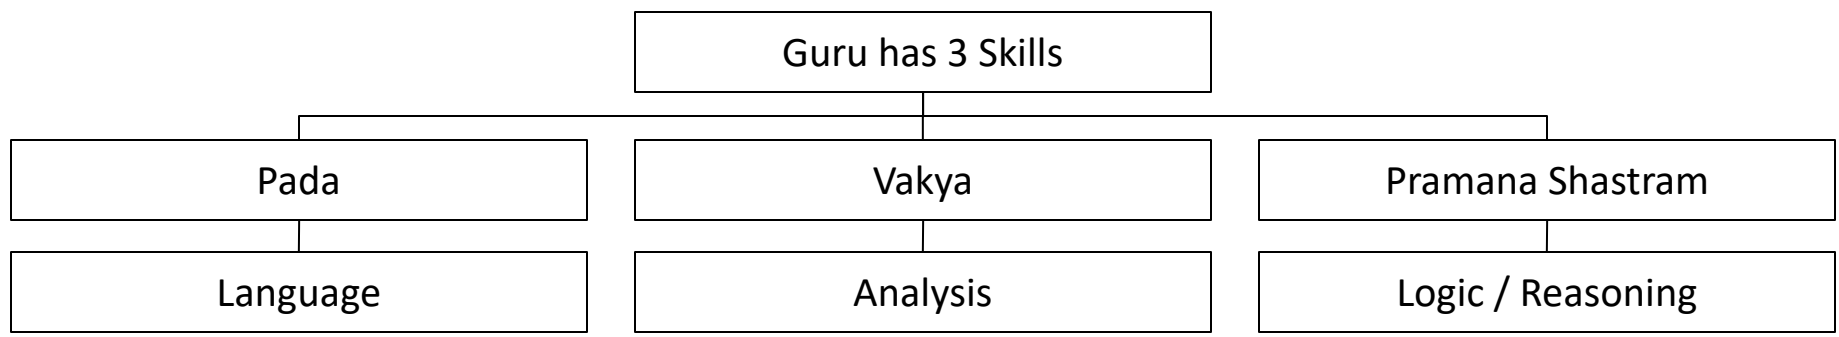 Guru has 3 Skills
Pada
Vakya
Pramana Shastram
Language
Analysis
Logic / Reasoning